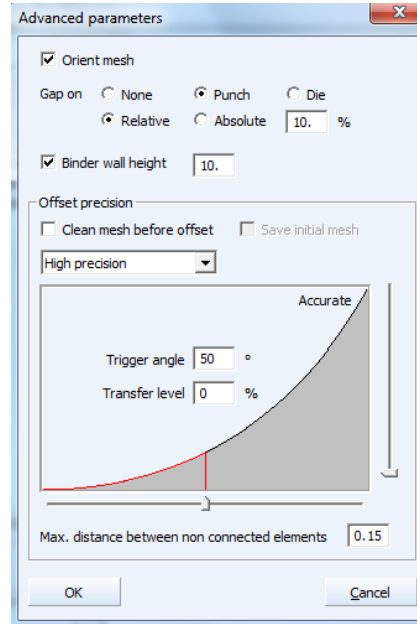 Advanced parameters
Orient mesh
Gap on None Punch Die
Relative Absolute 10. %
Binder wall height 10.
Offset precision
Clean mesh before offset Save initial mesh
High precision
Accurate
Trigger angle 50 °
Transfer level 0 %
Max. distance between non connected elements 0.15
OK Cancel